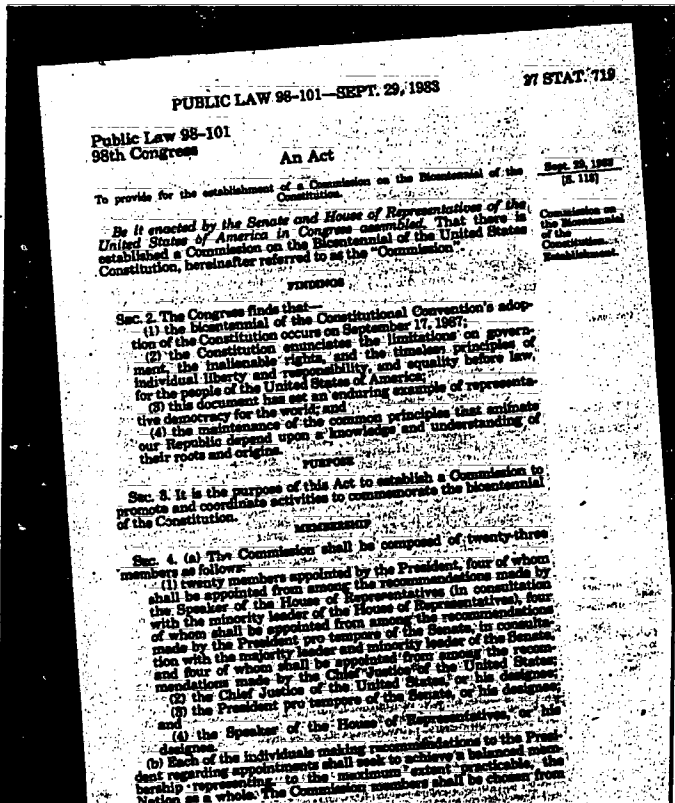 PUBLIC LAW 98–101—SEPT. 29, 1983
97 STAT. 719
Public Law 98–101
98th Congress
An Act
To provide for the establishment of a Commission on the Bicentennial of the
Constitution.
Sept. 29, 1983
[S. 118]
Be it enacted by the Senate and House of Representatives of the
United States of America in Congress assembled, That there is
established a Commission on the Bicentennial of the United States
Constitution, hereinafter referred to as the "Commission".
Commission on
the Bicentennial
of the
Constitution.
Establishment.
FINDINGS
SEC. 2. The Congress finds that—
(1) the bicentennial of the Constitutional Convention's adop-
tion of the Constitution occurs on September 17, 1987;
(2) the Constitution enunciates the limitations on govern-
ment, the inalienable rights, and the timeless principles of
individual liberty and responsibility, and equality before law,
for the people of the United States of America;
(3) this document has set an enduring example of representa-
tive democracy for the world; and
(4) the maintenance of the common principles that animate
our Republic depend upon a knowledge and understanding of
their roots and origins.
PURPOSE
SEC. 3. It is the purpose of this Act to establish a Commission to
promote and coordinate activities to commemorate the bicentennial
of the Constitution.
MEMBERSHIP
SEC. 4. (a) The Commission shall be composed of twenty-three
members as follows:
(1) twenty members appointed by the President, four of whom
shall be appointed from among the recommendations made by
the Speaker of the House of Representatives (in consultation
with the minority leader of the House of Representatives), four
of whom shall be appointed from among the recommendations
made by the President pro tempore of the Senate, in consulta-
tion with the majority leader and minority leader of the Senate,
and four of whom shall be appointed from among the recom-
mendations made by the Chief Justice of the United States;
(2) the Chief Justice of the United States, or his designee;
(3) the President pro tempore of the Senate, or his designee;
and
(4) the Speaker of the House of Representatives, or his
designee.
(b) Each of the individuals making recommendations to the Presi-
dent regarding appointments shall seek to achieve a balanced mem-
bership representing, to the maximum extent practicable, the
Nation as a whole. The Commission members shall be chosen from